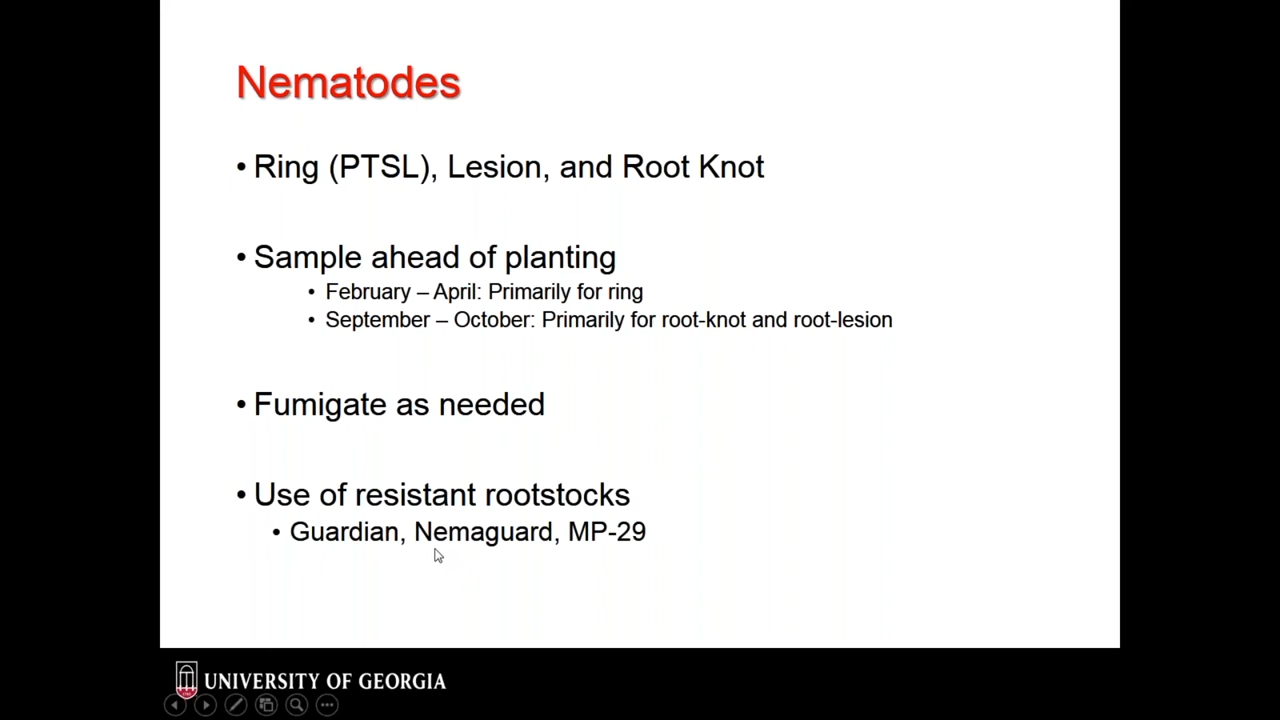 Nematodes
• Ring (PTSL), Lesion, and Root Knot
• Sample ahead of planting
• February – April: Primarily for ring
• September – October: Primarily for root-knot and root-lesion
• Fumigate as needed
• Use of resistant rootstocks
• Guardian, Nemaguard, MP-29
UNIVERSITY OF GEORGIA